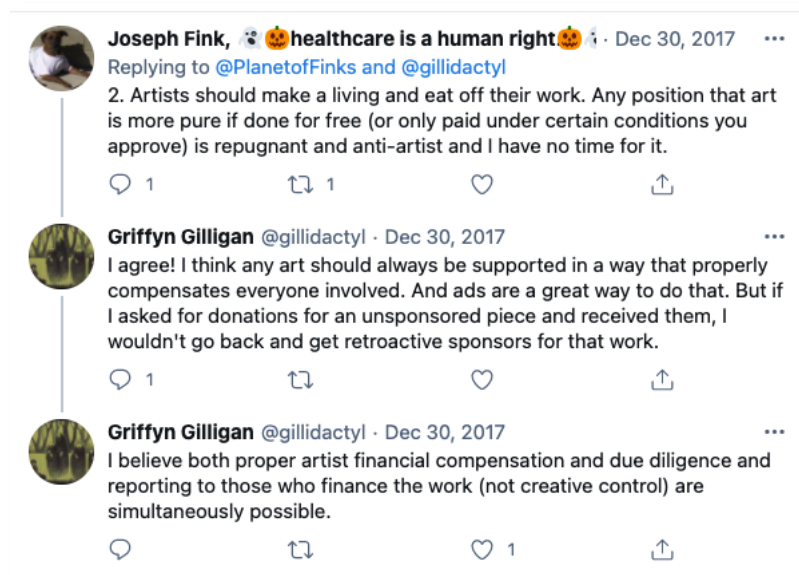 Joseph Fink, 👻🎃healthcare is a human right.🎃 · Dec 30, 2017
Replying to @PlanetofFinks and @gillidactyl
2. Artists should make a living and eat off their work. Any position that art
is more pure if done for free (or only paid under certain conditions you
approve) is repugnant and anti-artist and I have no time for it.
1 1
Griffyn Gilligan @gillidactyl · Dec 30, 2017
I agree! I think any art should always be supported in a way that properly
compensates everyone involved. And ads are a great way to do that. But if
I asked for donations for an unsponsored piece and received them, I
wouldn't go back and get retroactive sponsors for that work.
1
Griffyn Gilligan @gillidactyl · Dec 30, 2017
I believe both proper artist financial compensation and due diligence and
reporting to those who finance the work (not creative control) are
simultaneously possible.
1